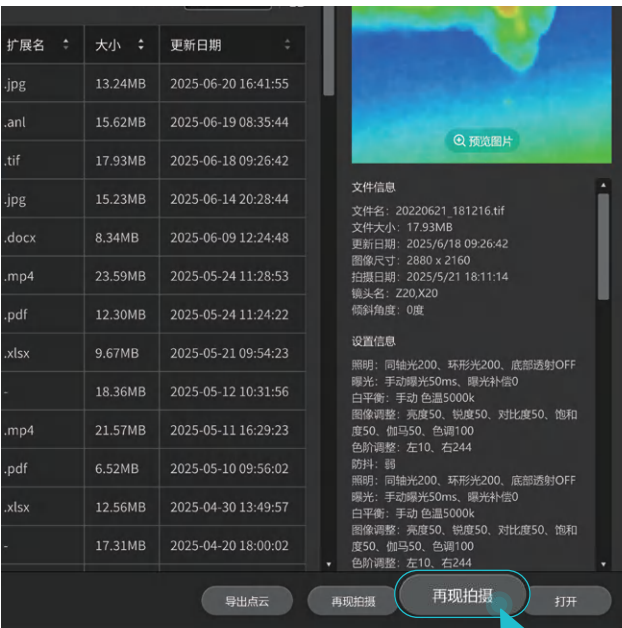 扩展名 大小 更新日期
.jpg 13.24MB 2025-06-20 16:41:55
.anl 15.62MB 2025-06-19 08:35:44
.tif 17.93MB 2025-06-18 09:26:42
.jpg 15.23MB 2025-06-14 20:28:44
.docx 8.34MB 2025-06-09 12:24:48
.mp4 23.59MB 2025-05-24 11:28:53
.pdf 12.30MB 2025-05-24 11:24:22
.xlsx 9.67MB 2025-05-21 09:54:23
- 18.36MB 2025-05-12 10:31:56
.mp4 21.57MB 2025-05-11 16:29:23
.pdf 6.52MB 2025-05-10 09:56:02
.xlsx 12.56MB 2025-04-30 13:49:57
- 17.31MB 2025-04-20 18:00:02
预览图片
文件信息
文件名：20220621_181216.tif
文件大小：17.93MB
更新日期：2025/6/18 09:26:42
图像尺寸：2880 x 2160
拍摄日期：2025/5/21 18:11:14
镜头名：Z20,X20
倾斜角度：0度
设置信息
照明：同轴光200、环形光200、底部透射OFF
曝光：手动曝光50ms、曝光补偿0
白平衡：手动 色温5000k
图像调整：亮度50、锐度50、对比度50、饱和
度50、伽马50、色调100
色阶调整：左10、右244
防抖：弱
照明：同轴光200、环形光200、底部透射OFF
曝光：手动曝光50ms、曝光补偿0
白平衡：手动 色温5000k
图像调整：亮度50、锐度50、对比度50、饱和
度50、伽马50、色调100
色阶调整：左10、右244
导出点云 再现拍摄 再现拍摄 打开